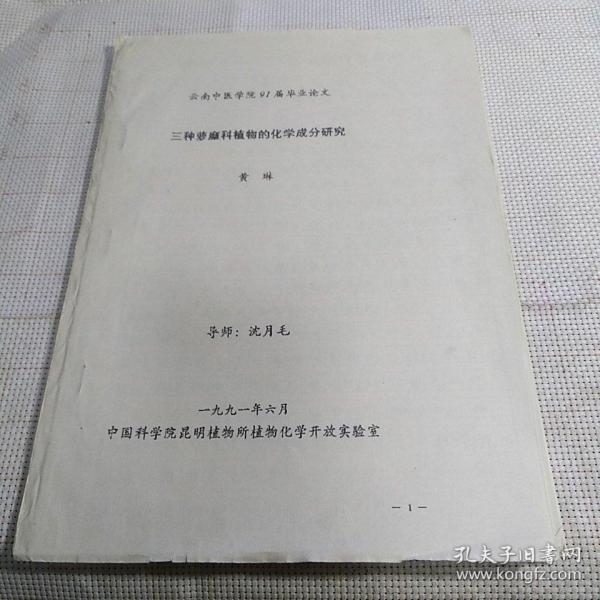 云南中医学院91届毕业论文
三种萝藦科植物的化学成分研究
黄 琳
导师：沈月毛
一九九一年六月
中国科学院昆明植物所植物化学开放实验室
— 1 —
孔夫子旧书网
www.kongfz.com